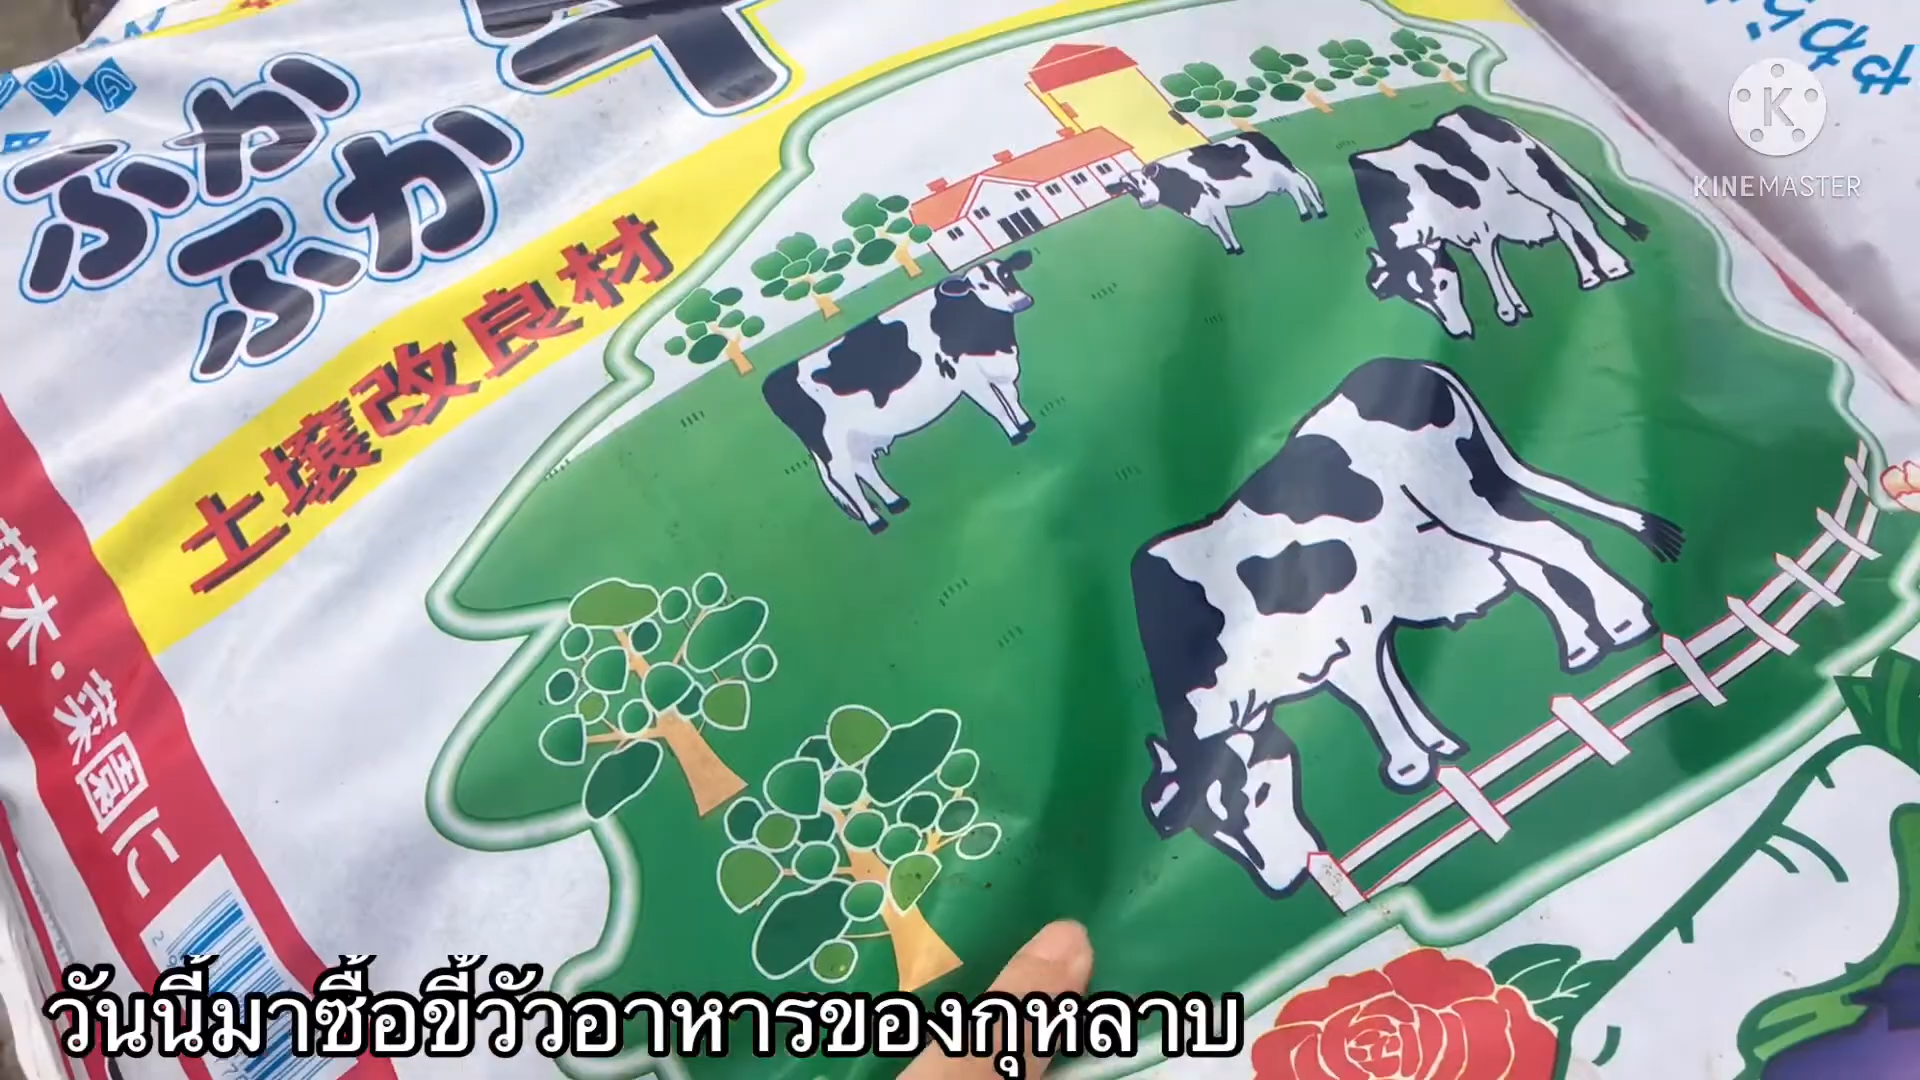 ふか
ふか
土壌改良材
花木・菜園に
KINEMASTER
วันนี้มาซื้อขี้วัวอาหารของกุหลาบ